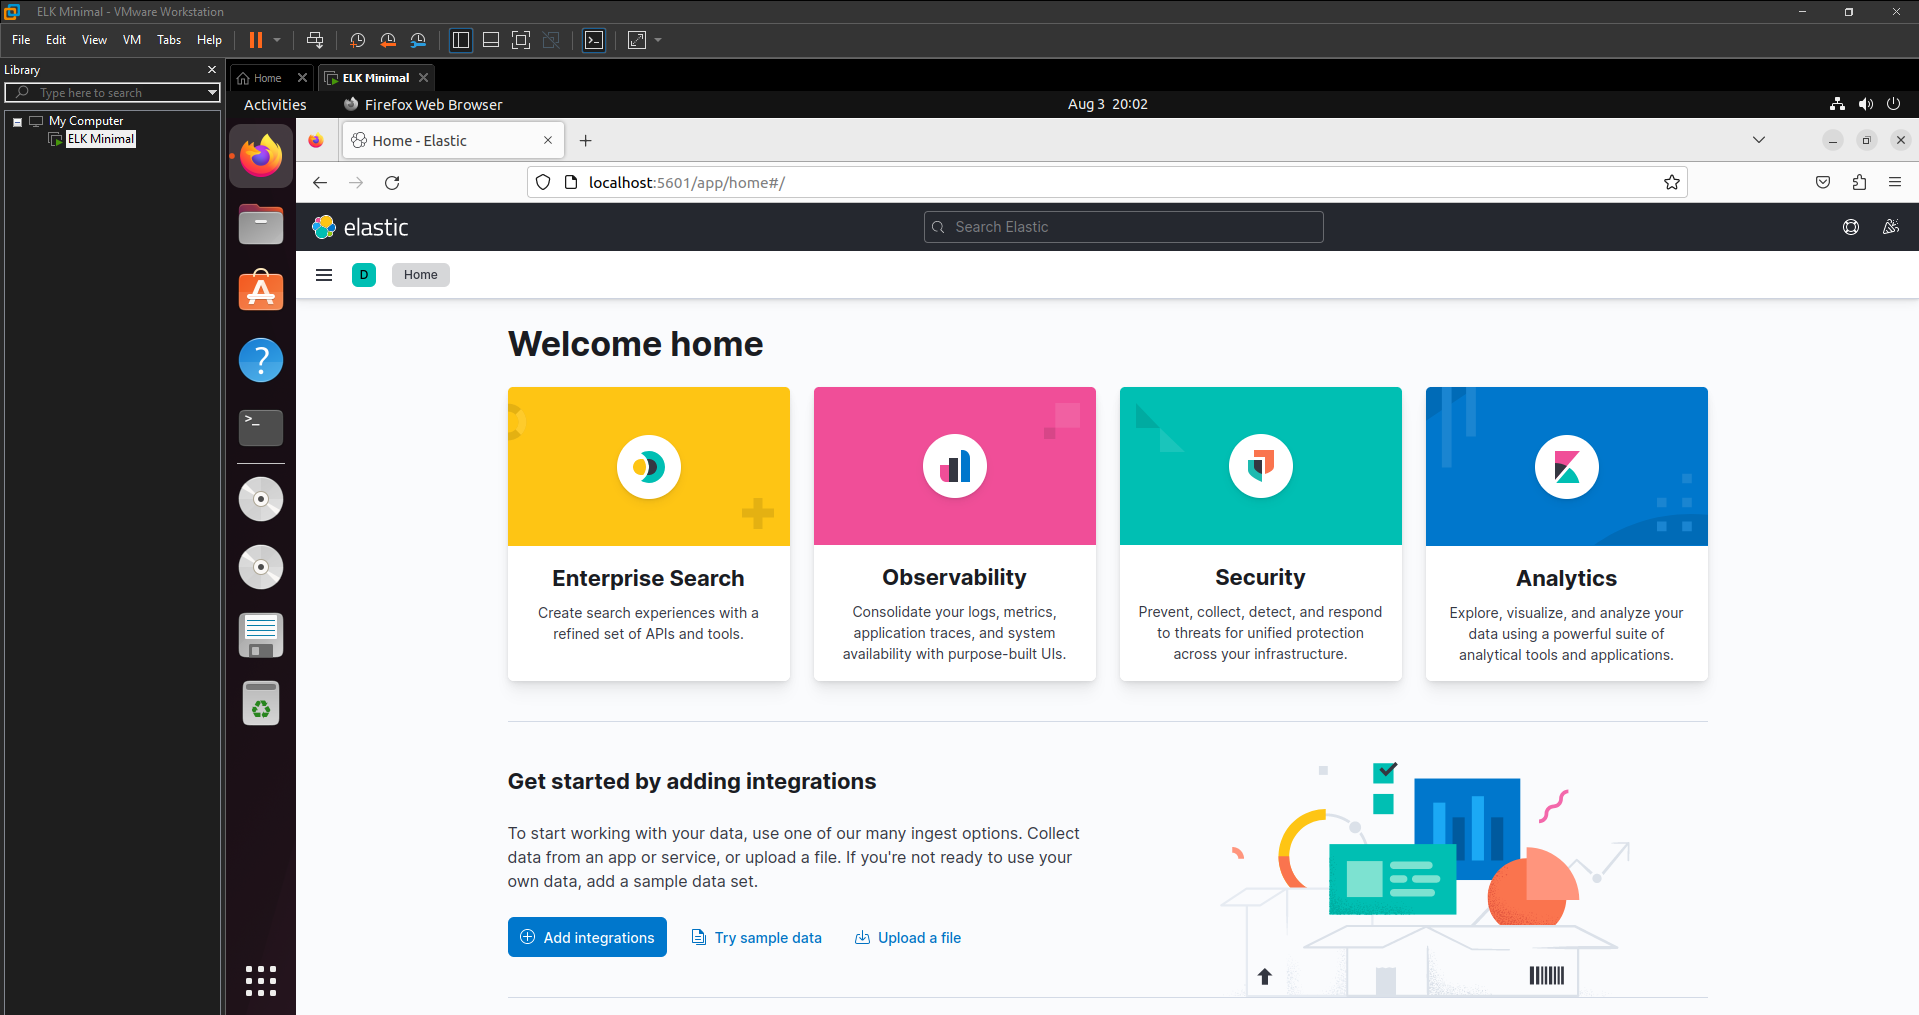 ELK Minimal - VMware Workstation
File Edit View VM Tabs Help
Library
Type here to search
My Computer
ELK Minimal
Home
ELK Minimal
Activities
Firefox Web Browser
Aug 3 20:02
Home - Elastic
localhost:5601/app/home#/
elastic
Search Elastic
D
Home
Welcome home
Enterprise Search
Create search experiences with a
refined set of APIs and tools.
Observability
Consolidate your logs, metrics,
application traces, and system
availability with purpose-built UIs.
Security
Prevent, collect, detect, and respond
to threats for unified protection
across your infrastructure.
Analytics
Explore, visualize, and analyze your
data using a powerful suite of
analytical tools and applications.
Get started by adding integrations
To start working with your data, use one of our many ingest options. Collect
data from an app or service, or upload a file. If you're not ready to use your
own data, add a sample data set.
Add integrations
Try sample data
Upload a file